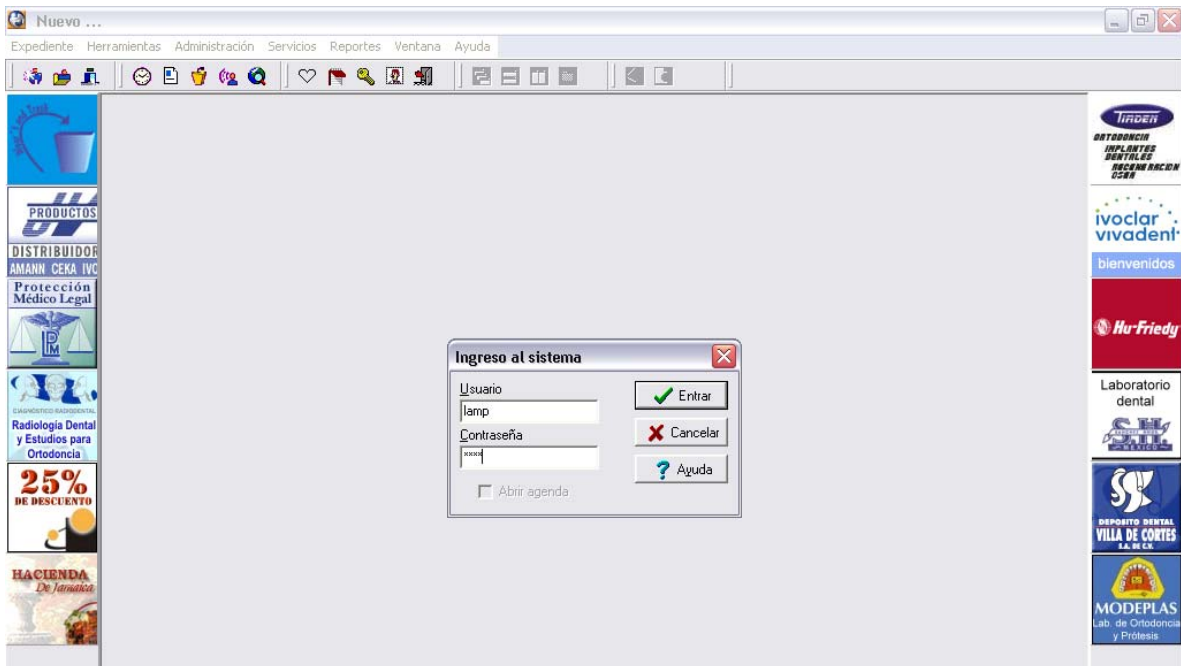 Nuevo ...
Expediente Herramientas Administración Servicios Reportes Ventana Ayuda
PRODUCTOS
DISTRIBUIDOR
AMANN CEKA IVO
Protección
Médico Legal
DIAGNOSTICO RADIODENTAL
Radiología Dental
y Estudios para
Ortodoncia
25%
DE DESCUENTO
HACIENDA
De Jamaica
Ingreso al sistema
Usuario
lamp
Contraseña
****
Abrir agenda
Entrar
Cancelar
Ayuda
ORTODONCIA
IMPLANTES
DENTALES
REGENERACION
OSEA
ivoclar
vivadent
bienvenidos
Hu-Friedy
Laboratorio
dental
S.H.
MEXICO
DEPOSITO DENTAL
VILLA DE CORTES
S.A. DE C.V.
MODEPLAS
Lab. de Ortodoncia
y Prótesis